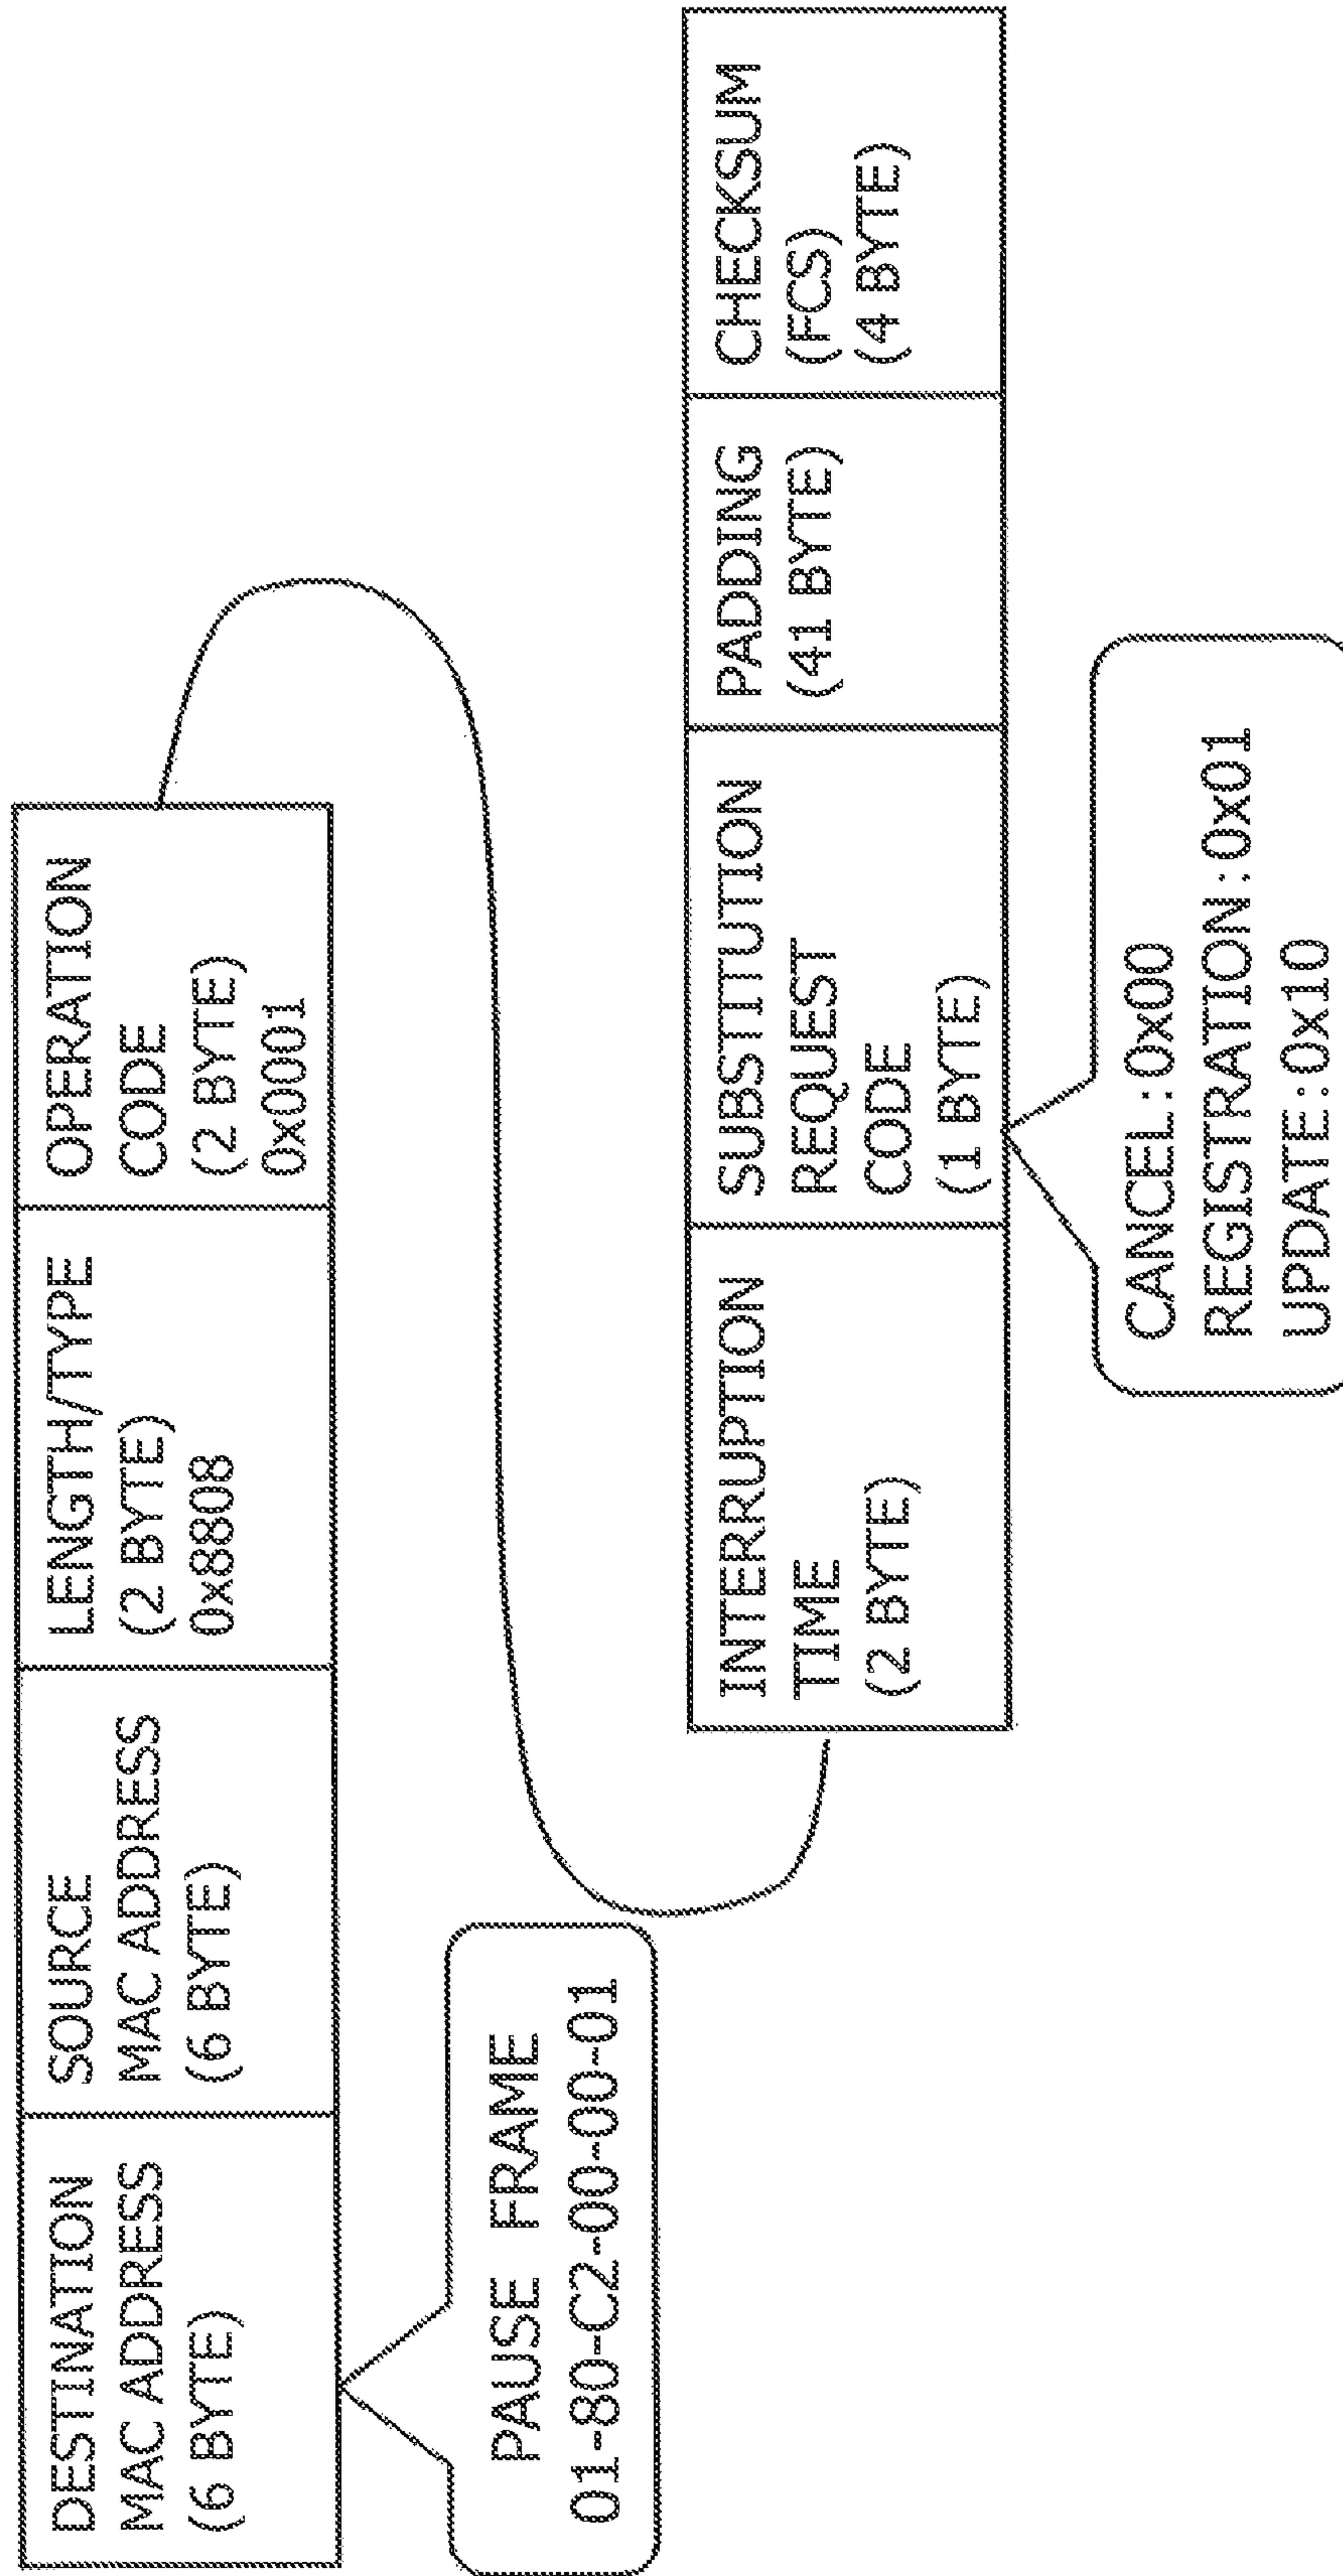 DESTINATION
MAC ADDRESS
(6 BYTE)
SOURCE
MAC ADDRESS
(6 BYTE)
LENGTH/TYPE
(2 BYTE)
0x8808
OPERATION
CODE
(2 BYTE)
0x0001
PAUSE FRAME
01-80-C2-00-00-01
INTERRUPTION
TIME
(2 BYTE)
SUBSTITUTION
REQUEST
CODE
(1 BYTE)
PADDING
(41 BYTE)
CHECKSUM
(FCS)
(4 BYTE)
CANCEL:0x00
REGISTRATION:0x01
UPDATE:0x10